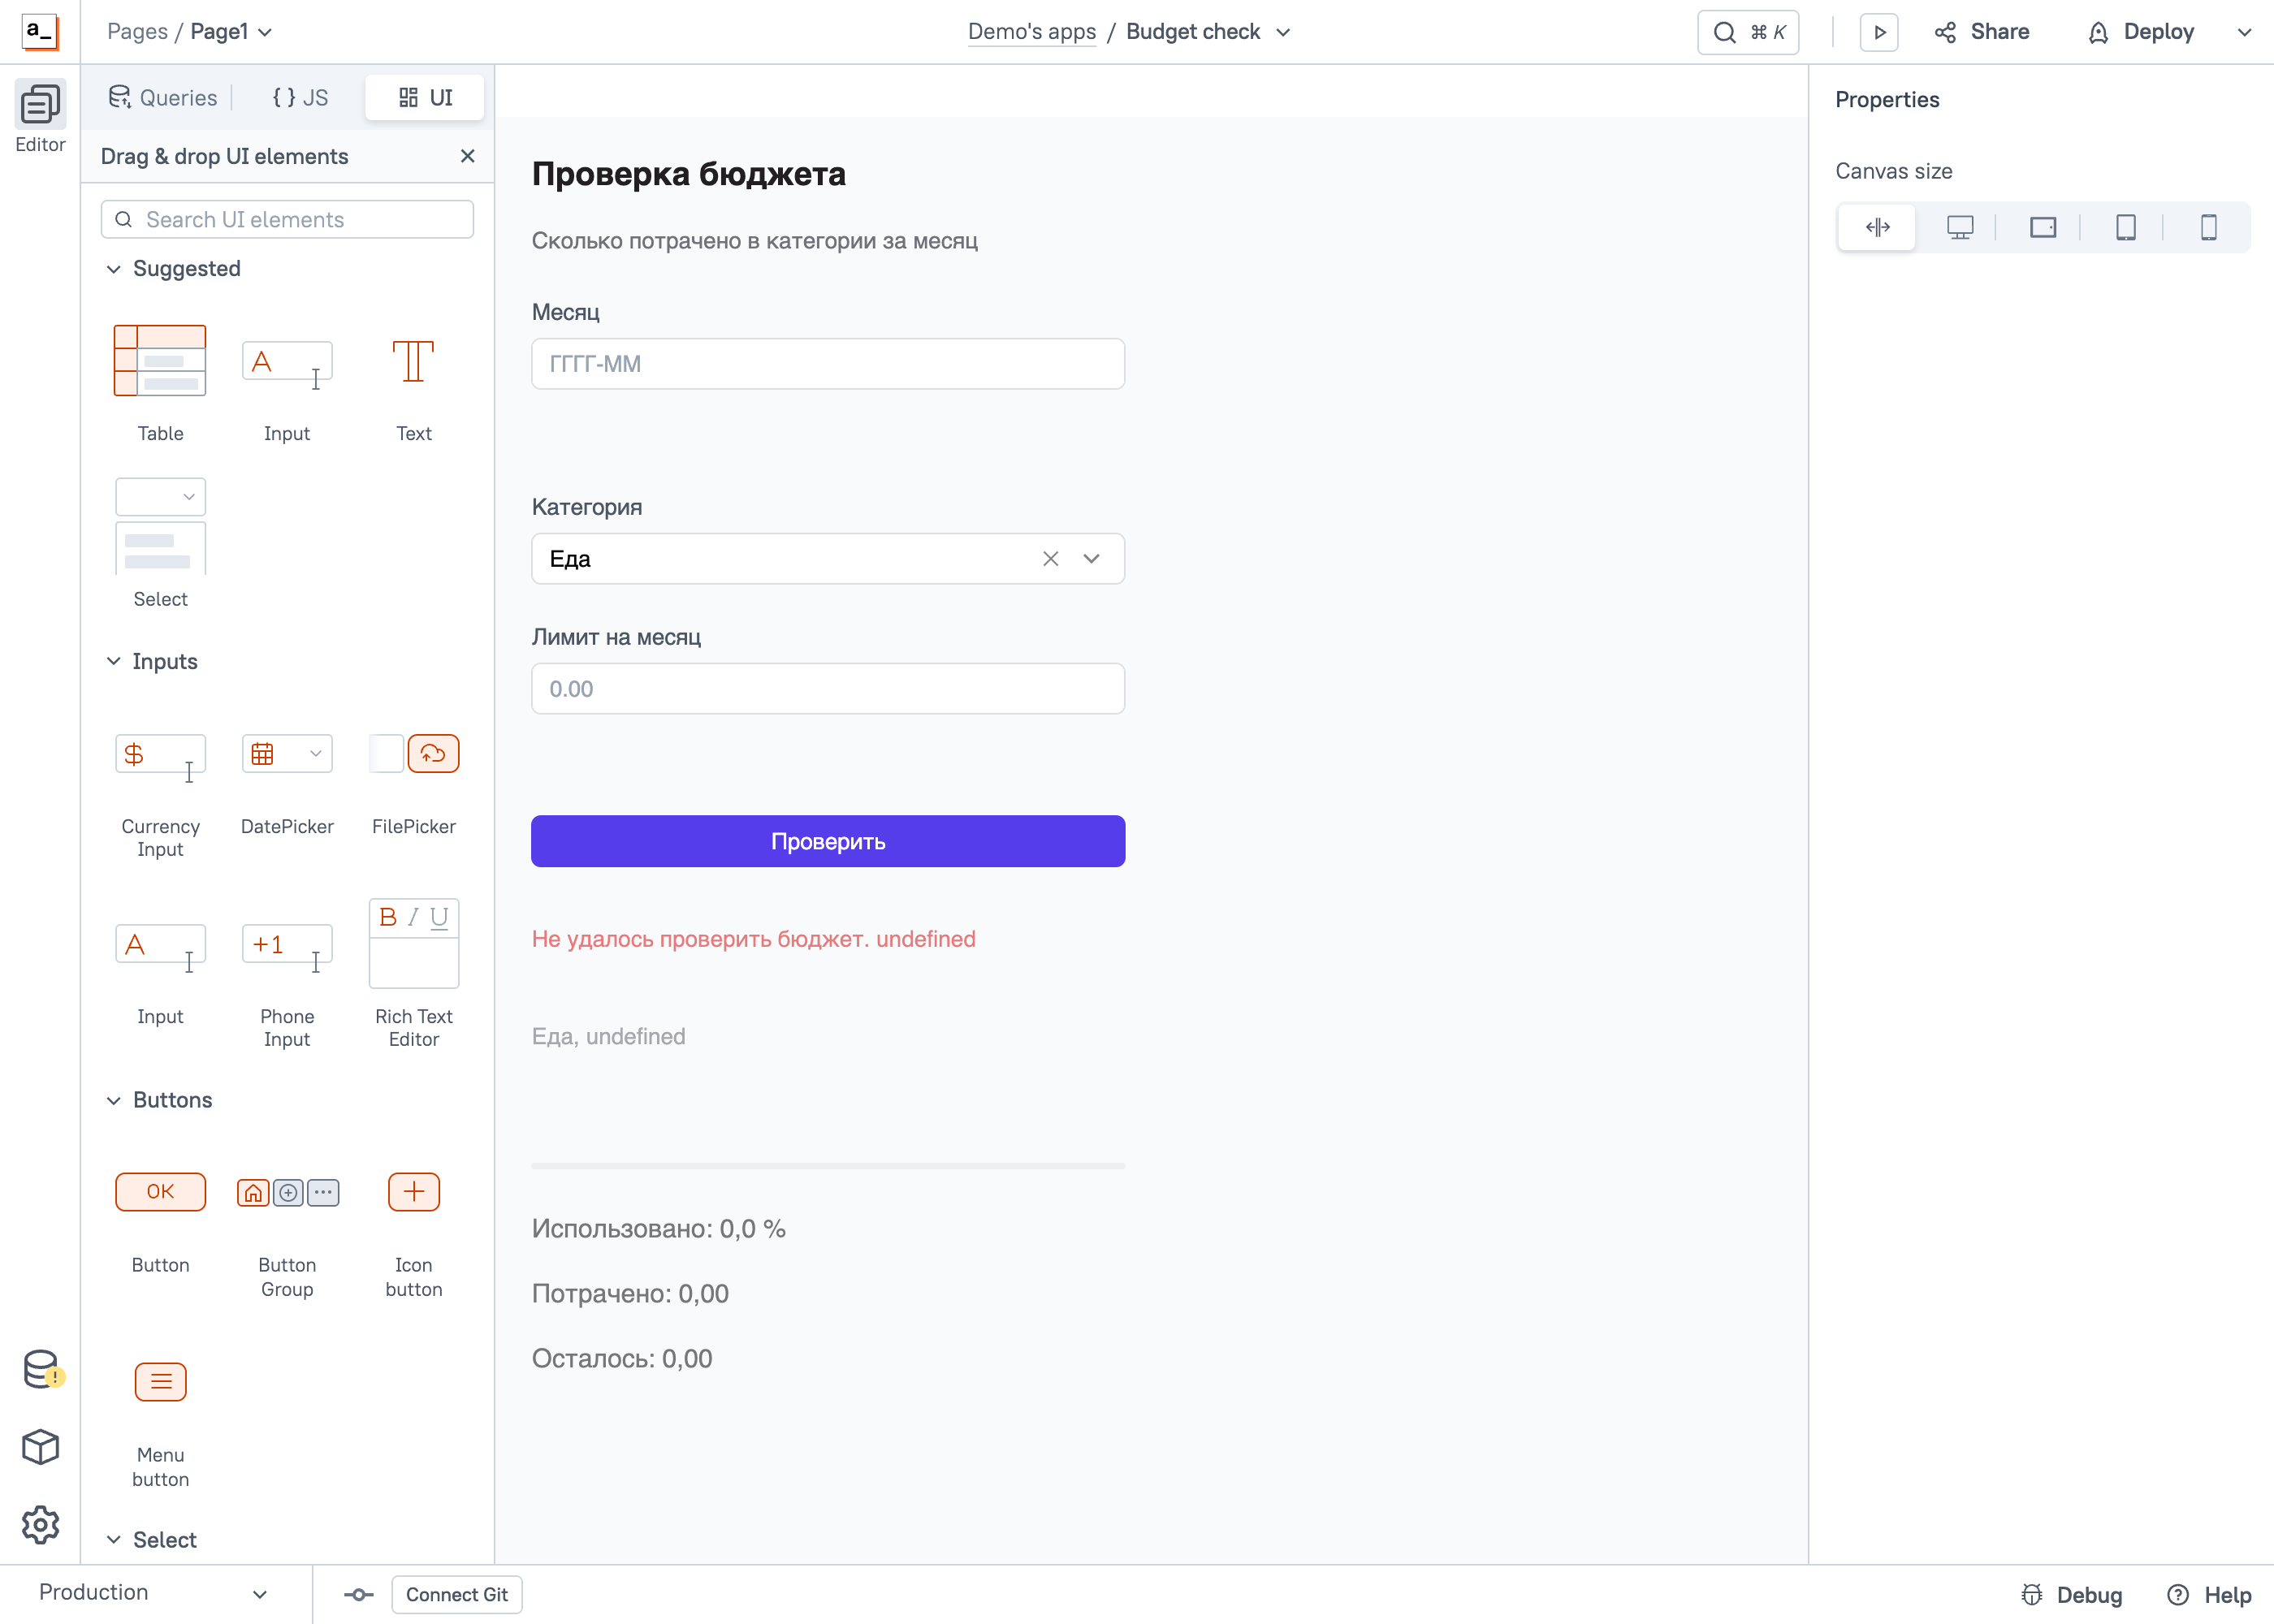 a_
Pages / Page1
Demo's apps / Budget check
⌘ K
Share
Deploy
Editor
Queries
{ } JS
UI
Drag & drop UI elements
Search UI elements
Suggested
A
T
Table
Input
Text
Select
Inputs
$
Currency
Input
DatePicker
FilePicker
A
+1
B I U
Input
Phone
Input
Rich Text
Editor
Buttons
OK
Button
Button
Group
Icon
button
Menu
button
Select
Проверка бюджета
Сколько потрачено в категории за месяц
Месяц
ГГГГ-ММ
Категория
Еда
Лимит на месяц
0.00
Проверить
Не удалось проверить бюджет. undefined
Еда, undefined
Использовано: 0,0 %
Потрачено: 0,00
Осталось: 0,00
Properties
Canvas size
Production
Connect Git
Debug
Help